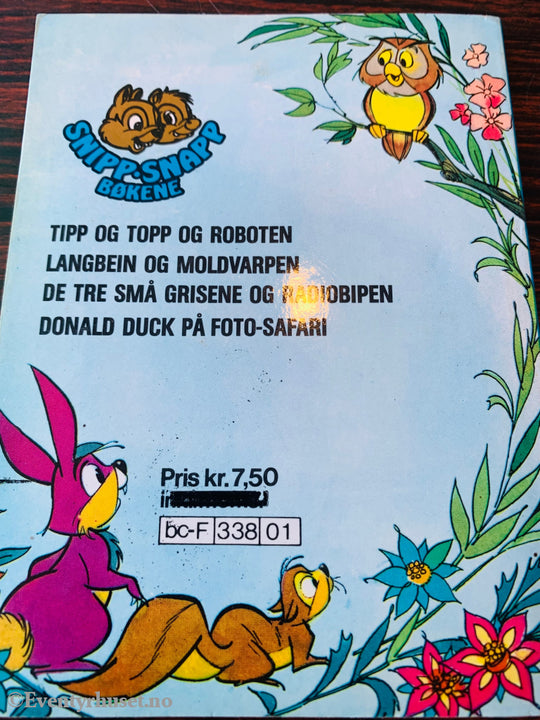 SNIPP-SNAPP
BØKENE
TIPP OG TOPP OG ROBOTEN
LANGBEIN OG MOLDVARPEN
DE TRE SMÅ GRISENE OG RADIOBIPEN
DONALD DUCK PÅ FOTO-SAFARI
Pris kr. 7,50
bc-F 338 01
© Eventyrhuset.no